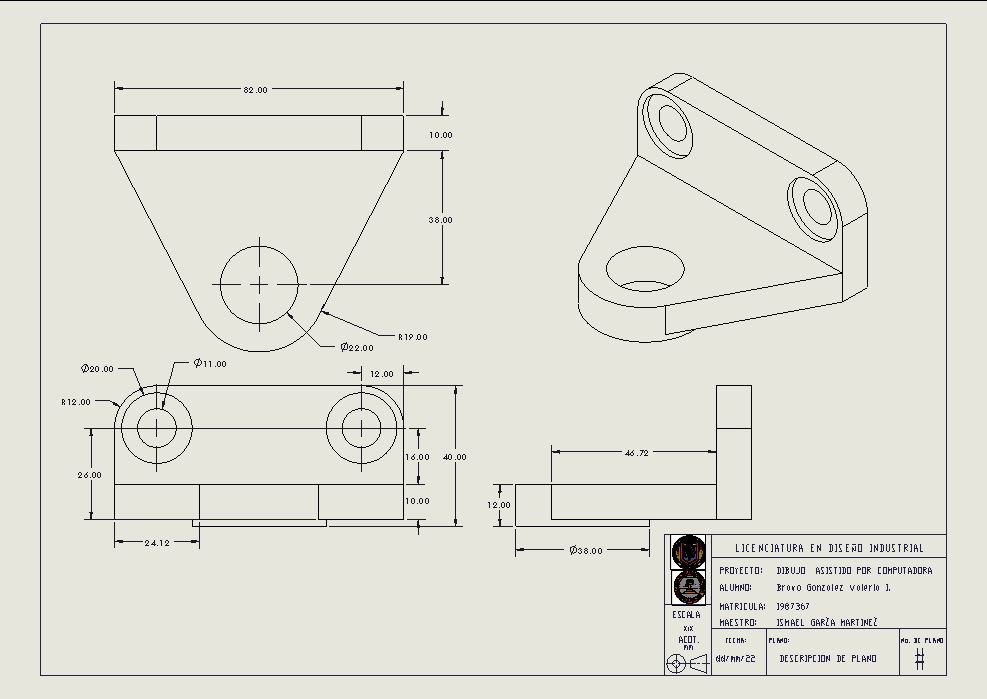 82.00
10.00
38.00
R19.00
Ø22.00
Ø20.00
Ø11.00
12.00
R12.00
16.00
40.00
26.00
10.00
24.12
46.72
12.00
Ø38.00
LICENCIATURA EN DISEÑO INDUSTRIAL
PROYECTO: DIBUJO ASISTIDO POR COMPUTADORA
ALUMNO: Bravo Gonzalez Valeria I.
MATRICULA: 1987367
MAESTRO: ISMAEL GARZA MARTINEZ
ESCALA
X:X
ACOT.
MM
FECHA:
dd/mm/22
PLANO:
DESCRIPCION DE PLANO
NO. DE PLANO
#